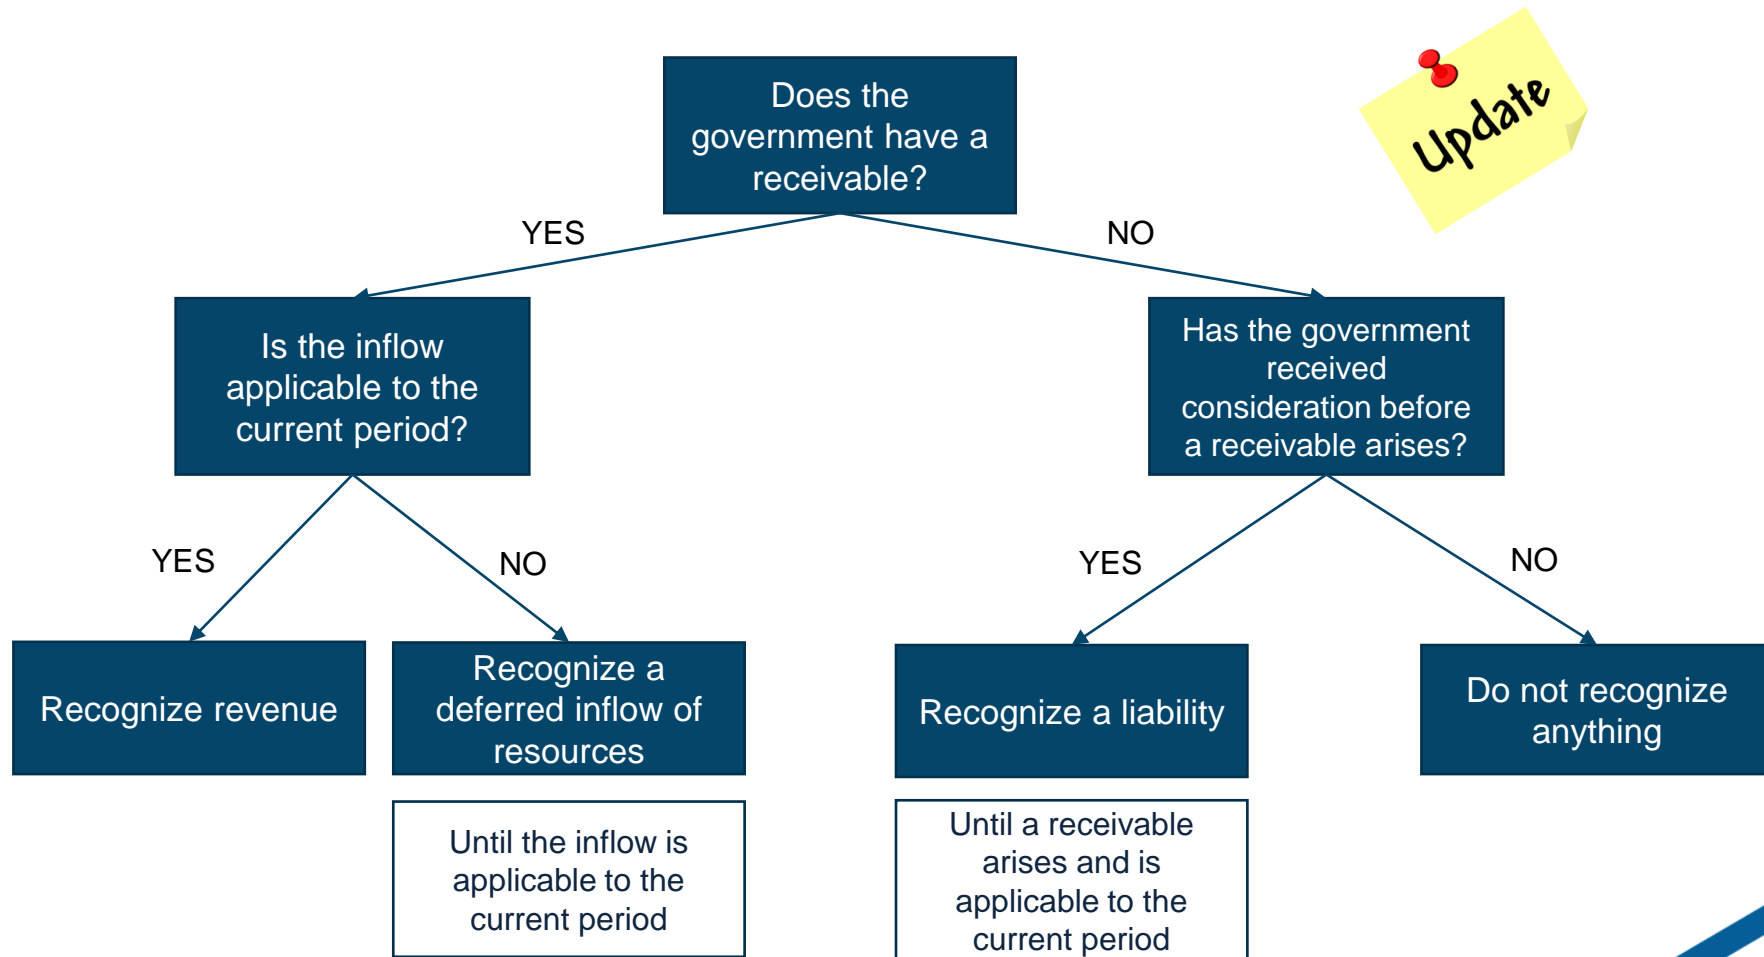 Does the
government have a
receivable?
Update
YES
NO
Is the inflow
applicable to the
current period?
Has the government
received
consideration before
a receivable arises?
YES
NO
YES
NO
Recognize revenue
Recognize a
deferred inflow of
resources
Recognize a liability
Do not recognize
anything
Until the inflow is
applicable to the
current period
Until a receivable
arises and is
applicable to the
current period